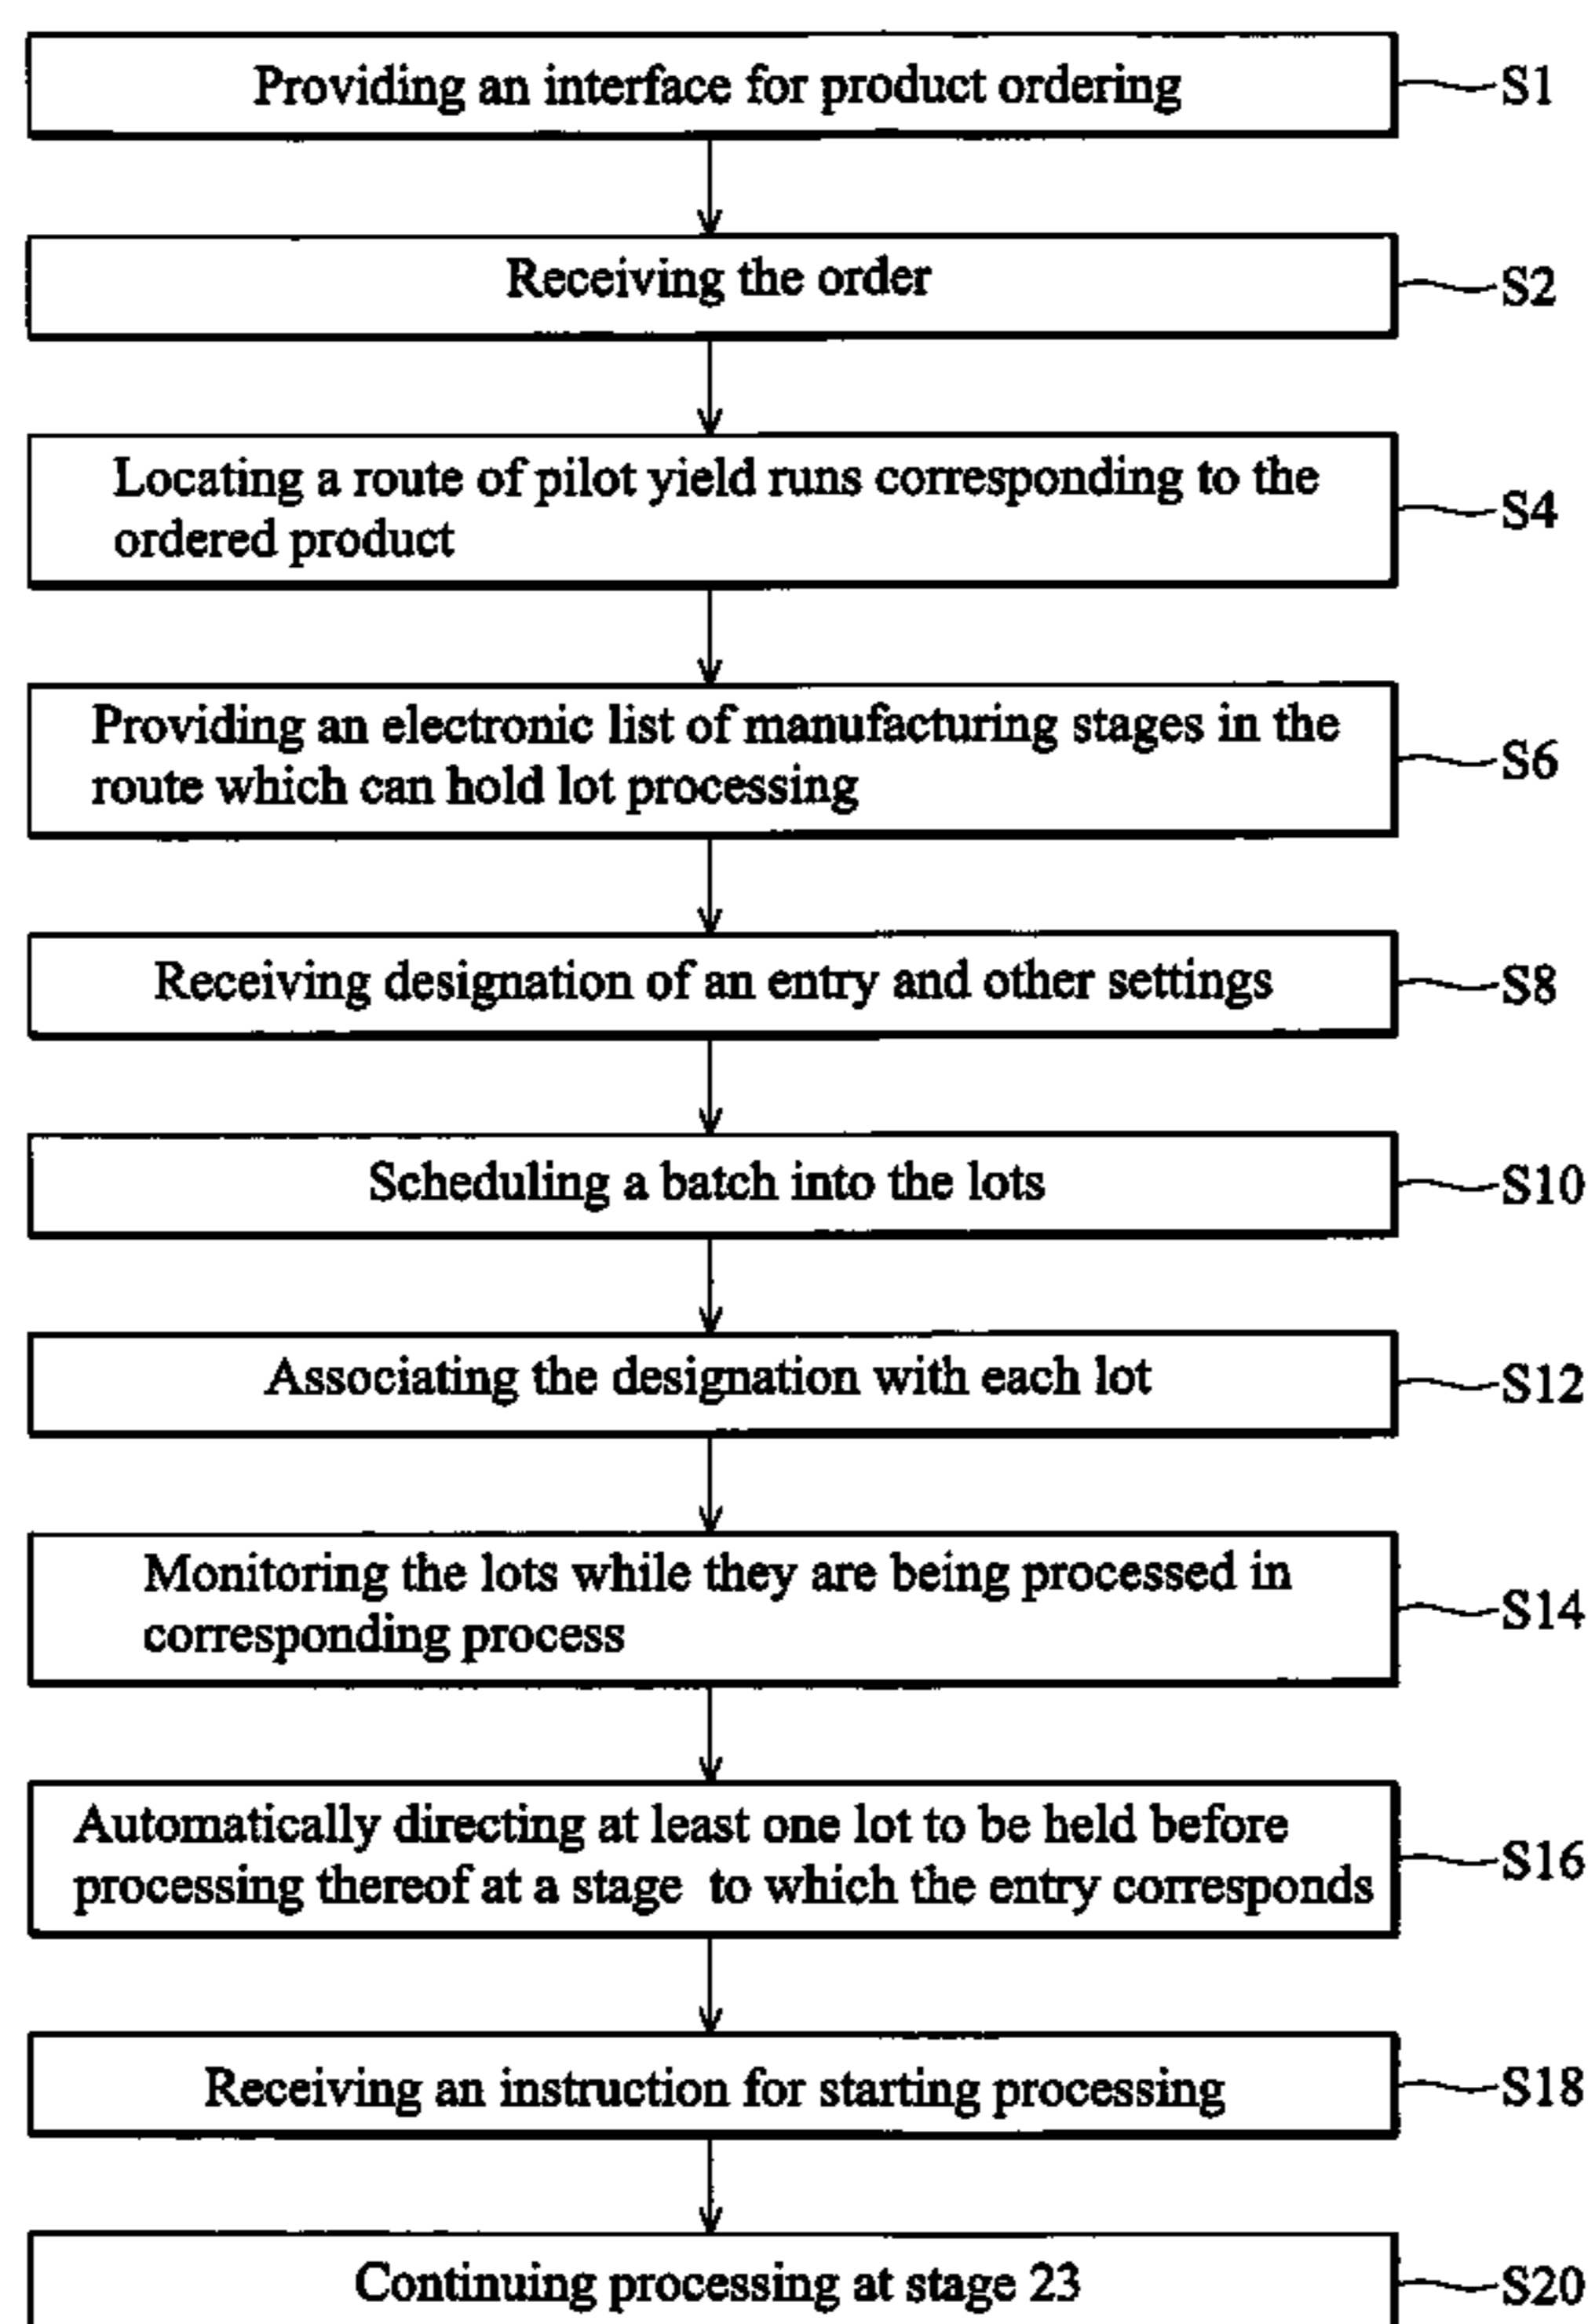 Providing an interface for product ordering
S1
Receiving the order
S2
Locating a route of pilot yield runs corresponding to the
ordered product
S4
Providing an electronic list of manufacturing stages in the
route which can hold lot processing
S6
Receiving designation of an entry and other settings
S8
Scheduling a batch into the lots
S10
Associating the designation with each lot
S12
Monitoring the lots while they are being processed in
corresponding process
S14
Automatically directing at least one lot to be held before
processing thereof at a stage to which the entry corresponds
S16
Receiving an instruction for starting processing
S18
Continuing processing at stage 23
S20